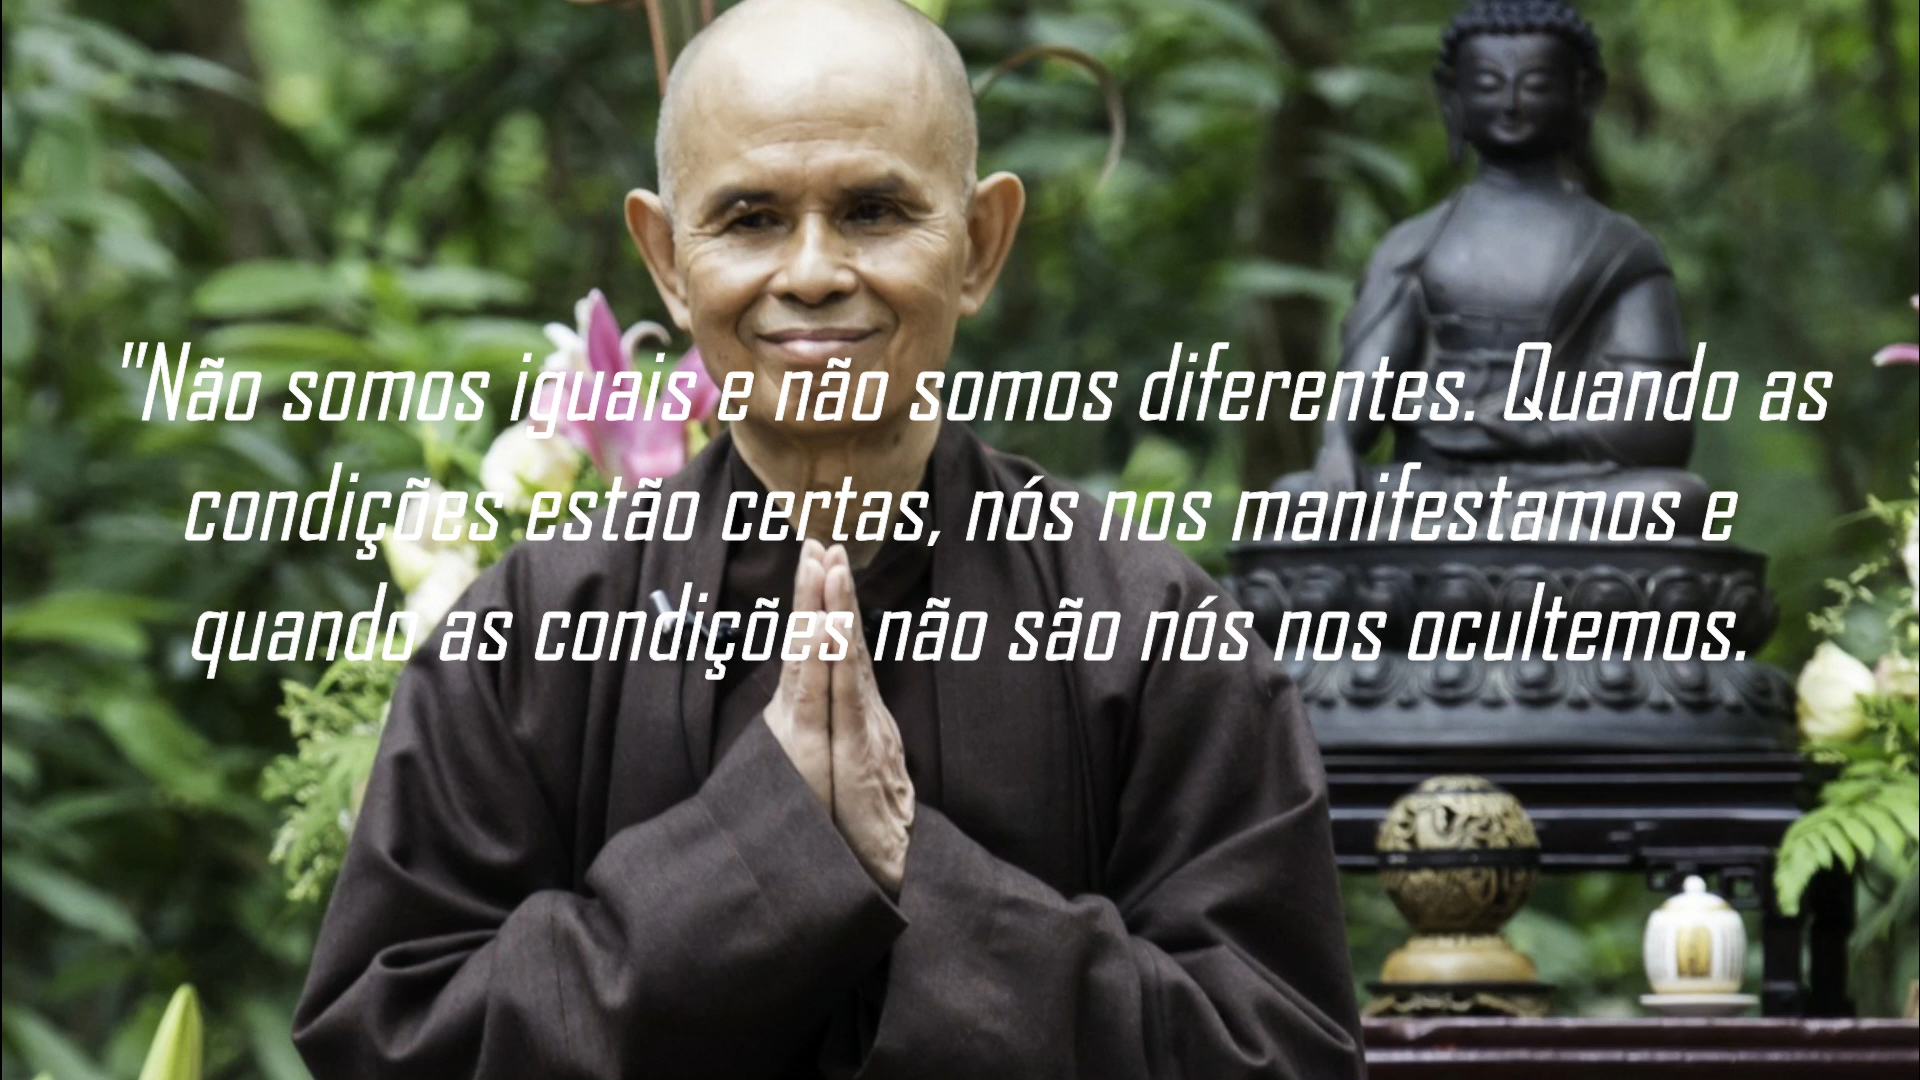 "Não somos iguais e não somos diferentes. Quando as
condições estão certas, nós nos manifestamos e
quando as condições não são nós nos ocultemos.